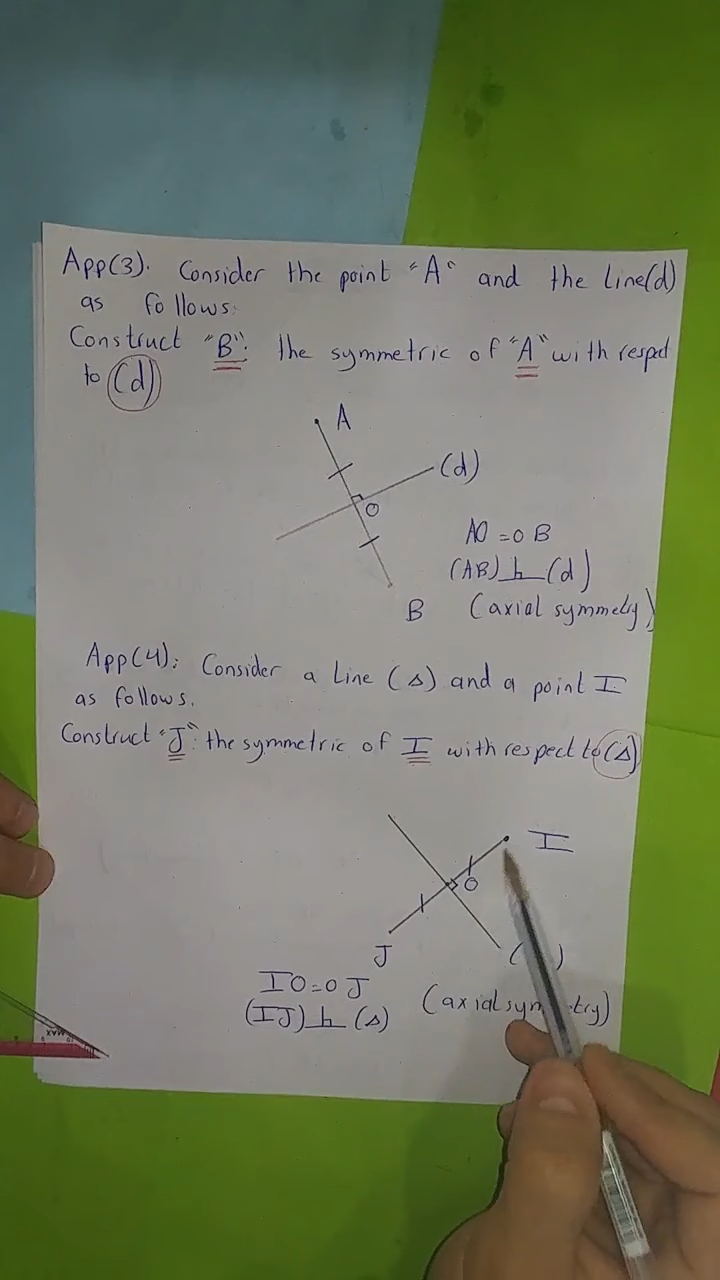 App(3). Consider the point "A" and the Line(d)
as follows:
Construct "B": the symmetric of "A" with respect
to (d)
A
(d)
O
AO = OB
(AB) ⊥ (d)
B (axial symmetry)
App(4): Consider a Line (Δ) and a point I
as follows.
Construct "J": the symmetric of I with respect to (Δ)
I
O
J
IO = OJ
(IJ) ⊥ (Δ)
(axial symmetry)
MAX